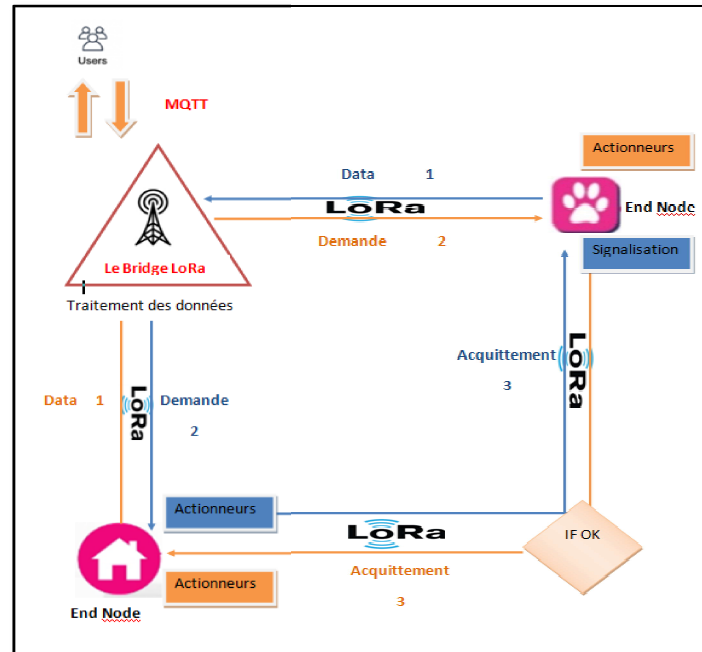 Users
MQTT
Actionneurs
Data 1
LoRa
End Node
Demande 2
Signalisation
Le Bridge LoRa
Traitement des données
Acquittement
3
LoRa
Data 1
LoRa
Demande
2
Actionneurs
LoRa
IF OK
Acquittement
3
Actionneurs
End Node